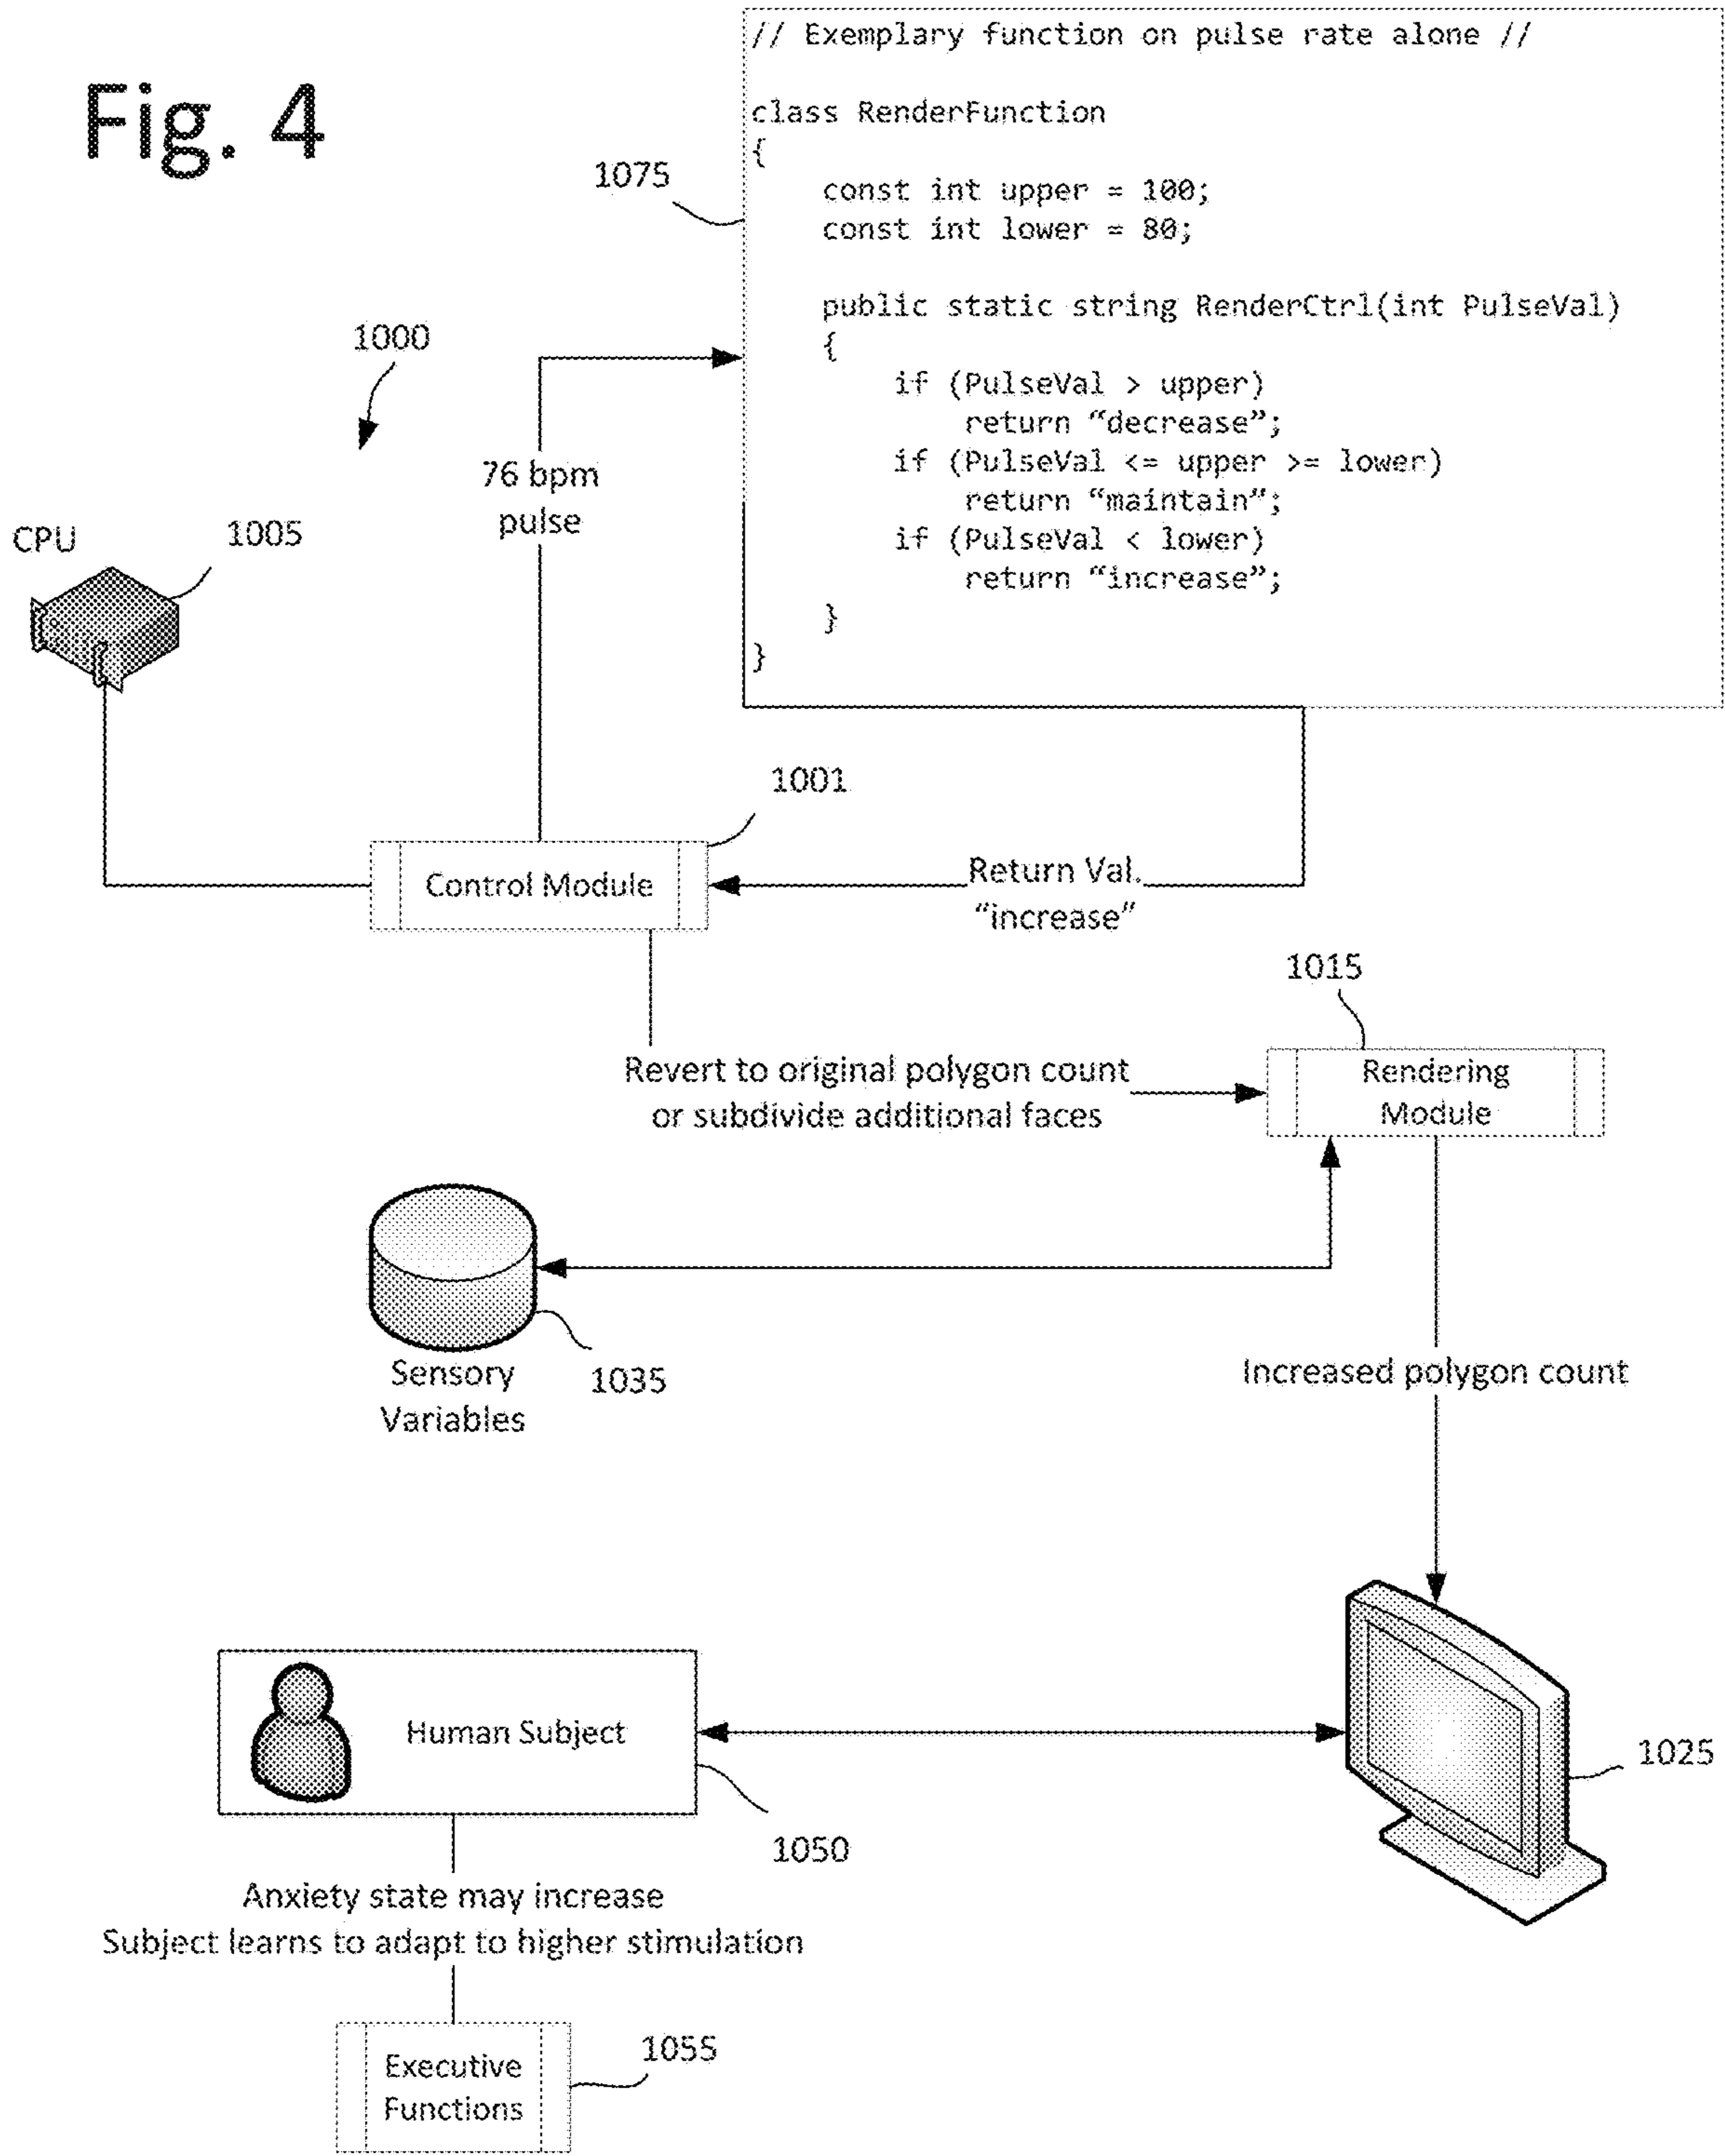 Fig. 4
// Exemplary function on pulse rate alone //
class RenderFunction
{
const int upper = 100;
const int lower = 80;
public static string RenderCtrl(int PulseVal)
{
if (PulseVal > upper)
return “decrease”;
if (PulseVal <= upper >= lower)
return “maintain”;
if (PulseVal < lower)
return “increase”;
}
}
1075
1000
76 bpm
pulse
CPU
1005
1001
Control Module
Return Val.
“increase”
1015
Revert to original polygon count
or subdivide additional faces
Rendering
Module
Sensory
Variables
1035
Increased polygon count
Human Subject
1025
1050
Anxiety state may increase
Subject learns to adapt to higher stimulation
1055
Executive
Functions